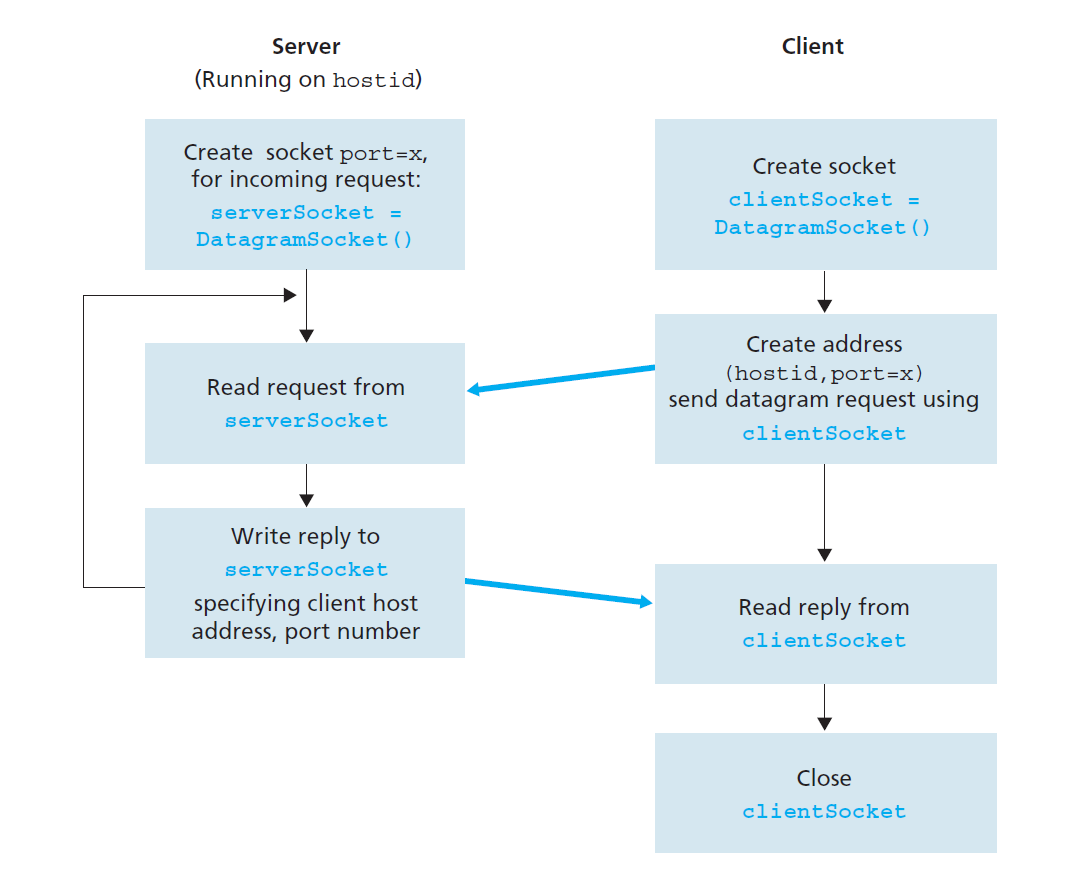 Server
(Running on hostid)
Create socket port=x,
for incoming request:
serverSocket =
DatagramSocket()
Read request from
serverSocket
Write reply to
serverSocket
specifying client host
address, port number
Client
Create socket
clientSocket =
DatagramSocket()
Create address
(hostid,port=x)
send datagram request using
clientSocket
Read reply from
clientSocket
Close
clientSocket